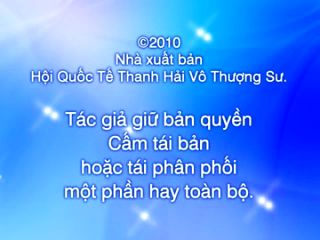 ©2010
Nhà xuất bản
Hội Quốc Tế Thanh Hải Vô Thượng Sư.
Tác giả giữ bản quyền
Cấm tái bản
hoặc tái phân phối
một phần hay toàn bộ.